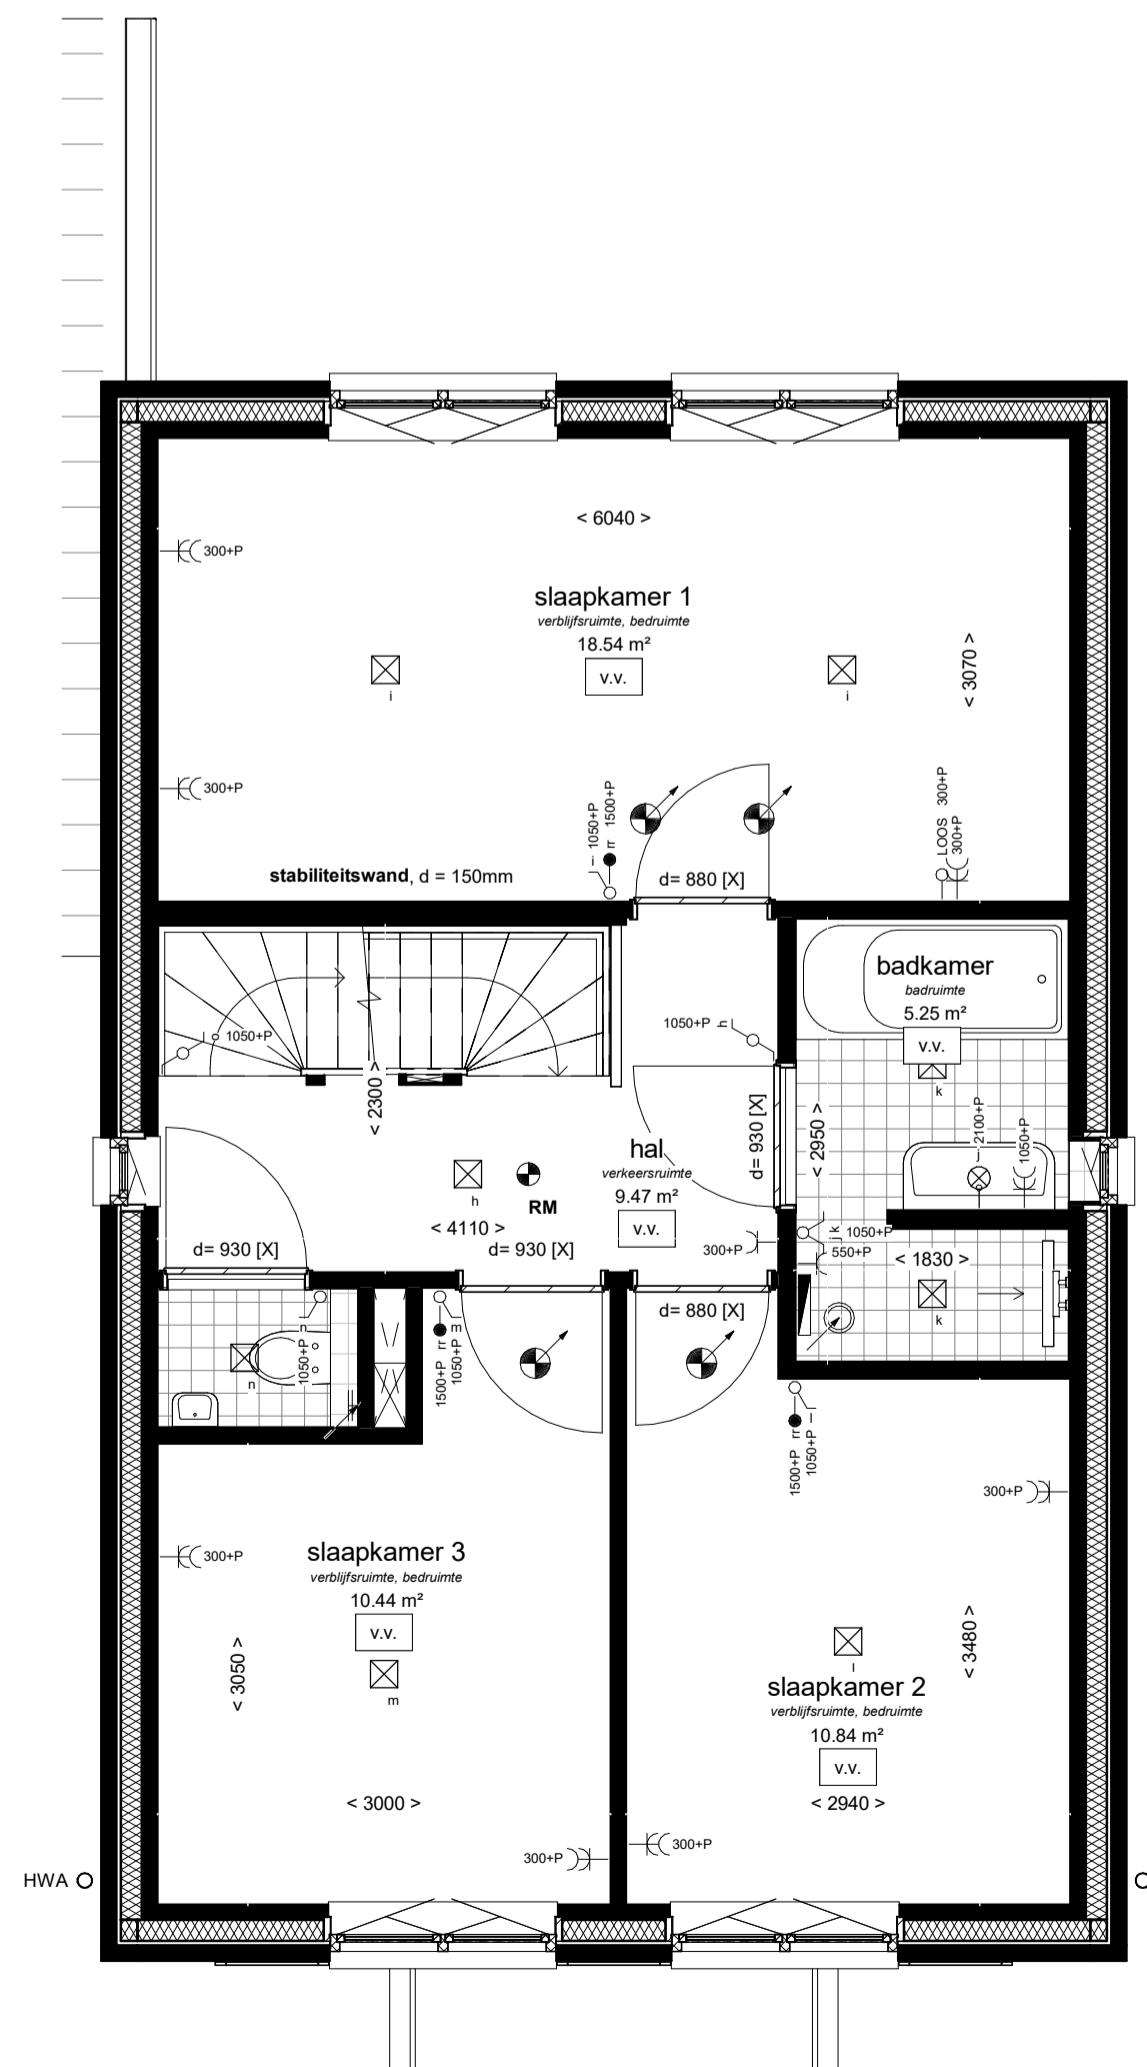 < 6040 >
300+P
slaapkamer 1
verblijfsruimte, bedruimte
18.54 m²
v.v.
< 3070 >
i
i
300+P
i 1050+P
rr 1500+P
LOOS 300+P
300+P
stabiliteitswand, d = 150mm
d= 880 [X]
badkamer
badruimte
5.25 m²
v.v.
k
1050+P
1050+P h
< 2300 >
d= 930 [X]
< 2950 >
j 2100+P
1050+P
hal
verkeersruimte
9.47 m²
v.v.
h
RM
< 4110 >
d= 930 [X]
d= 930 [X]
300+P
j k 1050+P
550+P
< 1830 >
k
d= 880 [X]
1050+P n
n
1500+P rr
1050+P m
1500+P rr
1050+P l
300+P
300+P
slaapkamer 3
verblijfsruimte, bedruimte
10.44 m²
v.v.
m
< 3050 >
< 3480 >
l
slaapkamer 2
verblijfsruimte, bedruimte
10.84 m²
v.v.
< 3000 >
< 2940 >
300+P
300+P
HWA